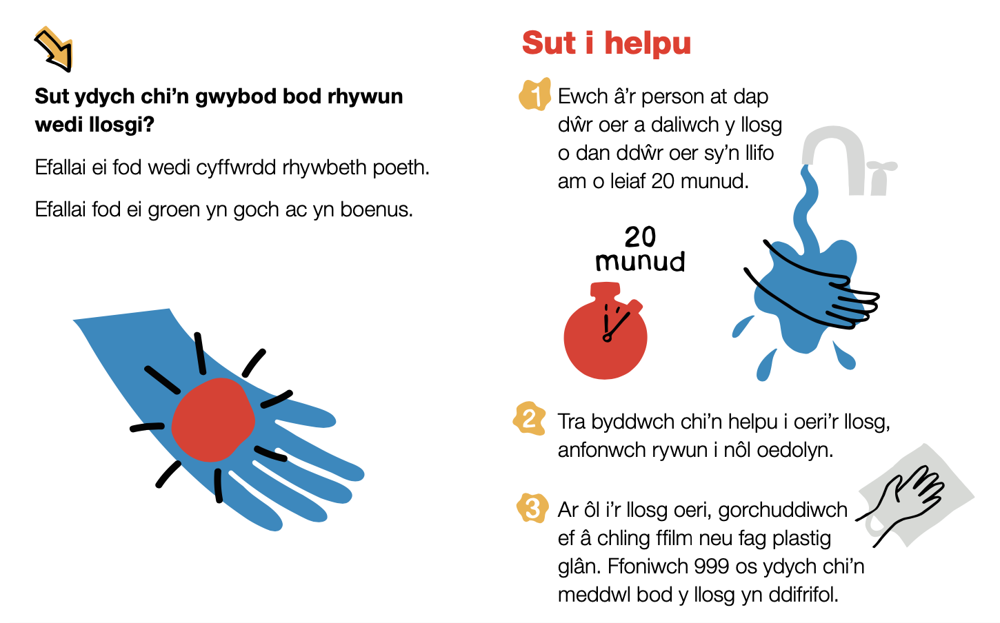 Sut ydych chi’n gwybod bod rhywun
wedi llosgi?
Efallai ei fod wedi cyffwrdd rhywbeth poeth.
Efallai fod ei groen yn goch ac yn boenus.
Sut i helpu
1 Ewch â’r person at dap
dŵr oer a daliwch y llosg
o dan ddŵr oer sy’n llifo
am o leiaf 20 munud.
20
munud
2 Tra byddwch chi’n helpu i oeri’r llosg,
anfonwch rywun i nôl oedolyn.
3 Ar ôl i’r llosg oeri, gorchuddiwch
ef â chling ffilm neu fag plastig
glân. Ffoniwch 999 os ydych chi’n
meddwl bod y llosg yn ddifrifol.